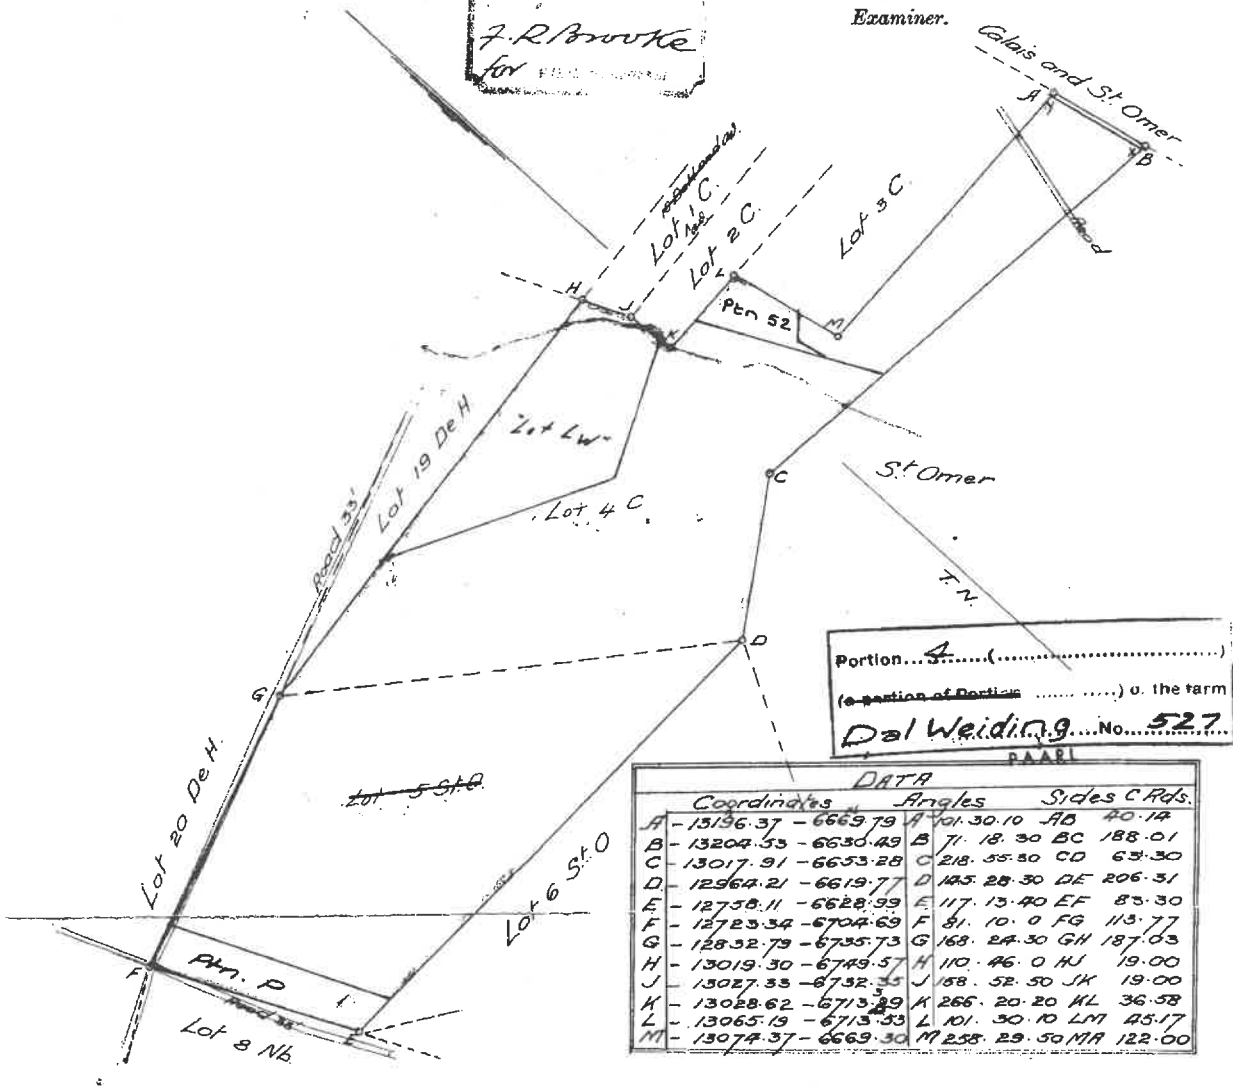 Examiner.
F. R. Brooke
for
Calais and St. Omer
A
B
Road
Lot 3 C.
Lot 1 C.
Lot 2 C.
H
J
K
L
M
Ptn 52
Lot 19 De H.
"Lot L W"
Lot 4 C
St Omer
C
T. N.
Road 33'
D
G
Portion...4......(..............................)
(a portion of Portion ...... .....) o. the farm
Dal Weiding....No...527
PAARL
Lot 5 St. O
Lot 20 De H.
Lot 6 St. O
Ptn. P
F
E
Road 33'
Lot 8 Nb.
DATA
Coordinates Angles Sides C Rds.
A - 13196.37 - 6669.79 A 101.30.10 AB 40.14
B - 13204.53 - 6630.49 B 71.18.30 BC 188.01
C - 13017.91 - 6653.28 C 218.55.30 CD 63.30
D - 12964.21 - 6619.77 D 145.28.30 DE 206.31
E - 12758.11 - 6628.99 E 117.13.40 EF 83.30
F - 12723.34 - 6704.69 F 81.10.0 FG 113.77
G - 12832.79 - 6735.73 G 168.24.30 GH 187.03
H - 13019.30 - 6749.57 H 110.46.0 HJ 19.00
J - 13027.33 - 6732.35 J 158.52.50 JK 19.00
K - 13028.62 - 6713.39 K 266.20.20 KL 36.58
L - 13065.19 - 6713.53 L 101.30.10 LM 45.17
M - 13074.37 - 6669.30 M 258.29.50 MA 122.00